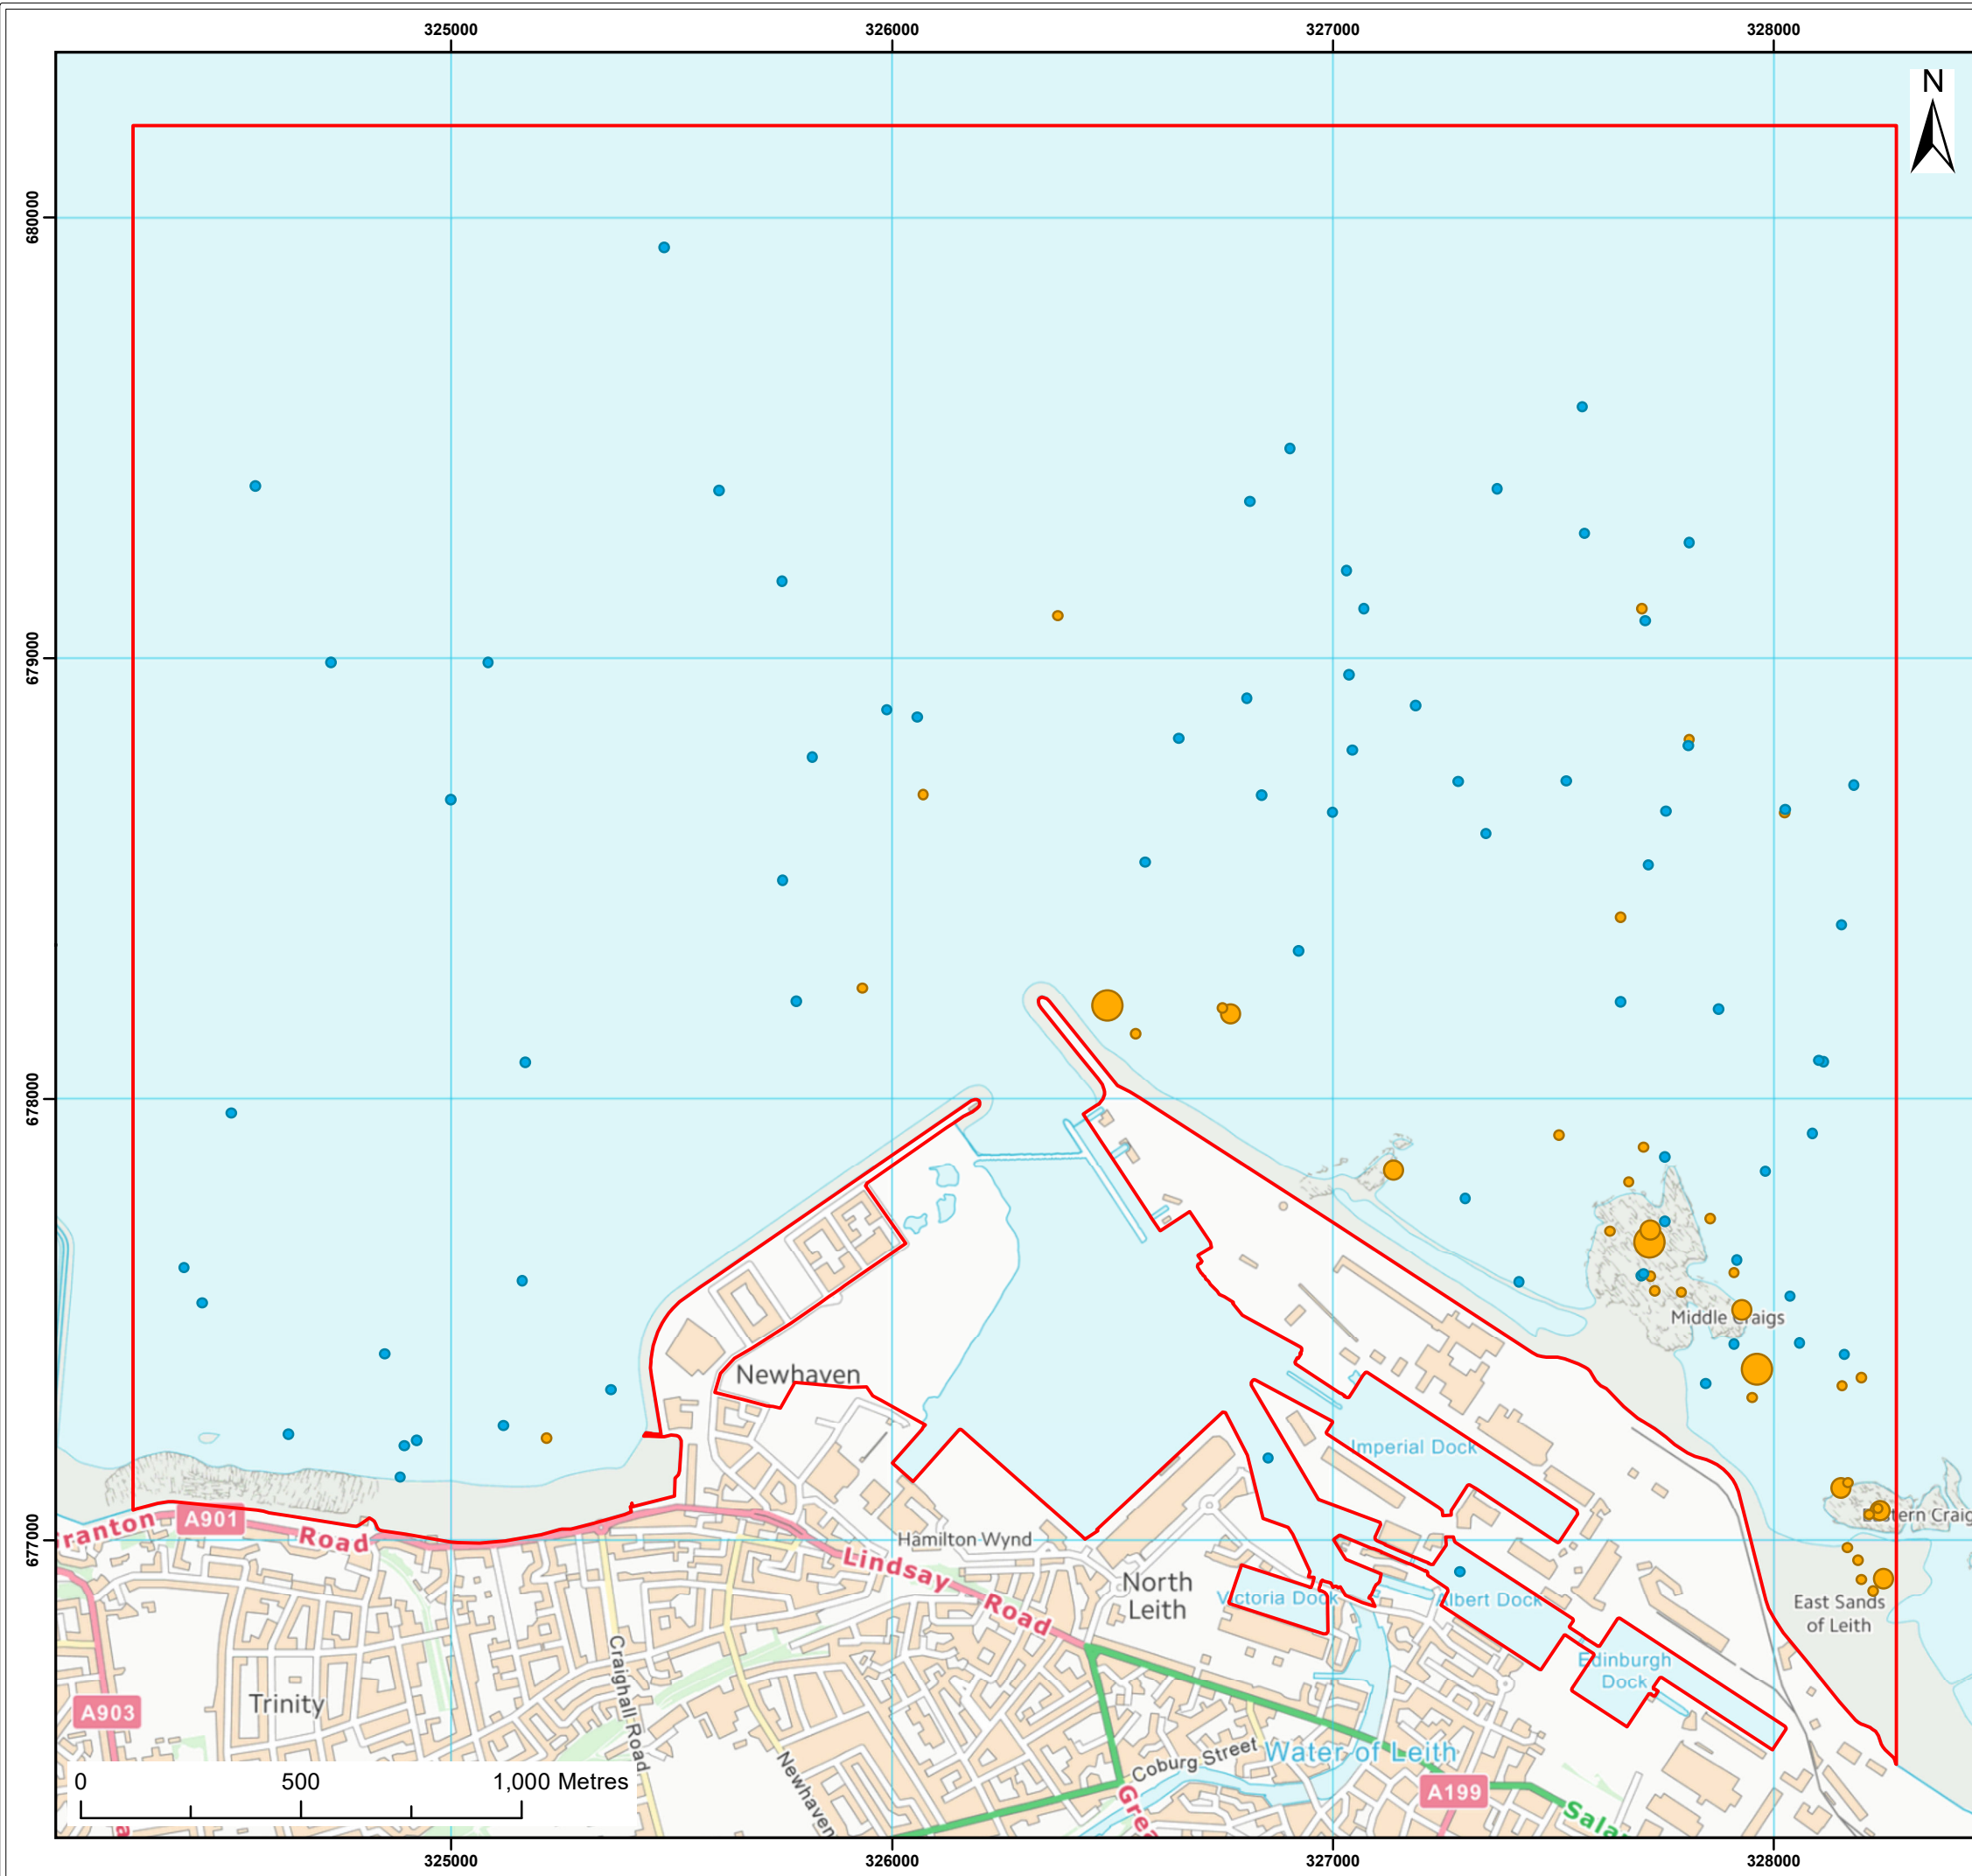 325000 326000 327000 328000
N
680000
679000
678000
677000
Middle Craigs
Newhaven
Imperial Dock
A901
Road
Hamilton Wynd
Lindsay Road
North
Leith
Victoria Dock
Albert Dock
East Sands
of Leith
Edinburgh
Dock
Craighall Road
Trinity
A903
Newhaven
Coburg Street
Water of Leith
A199
0 500 1,000 Metres
325000 326000 327000 328000